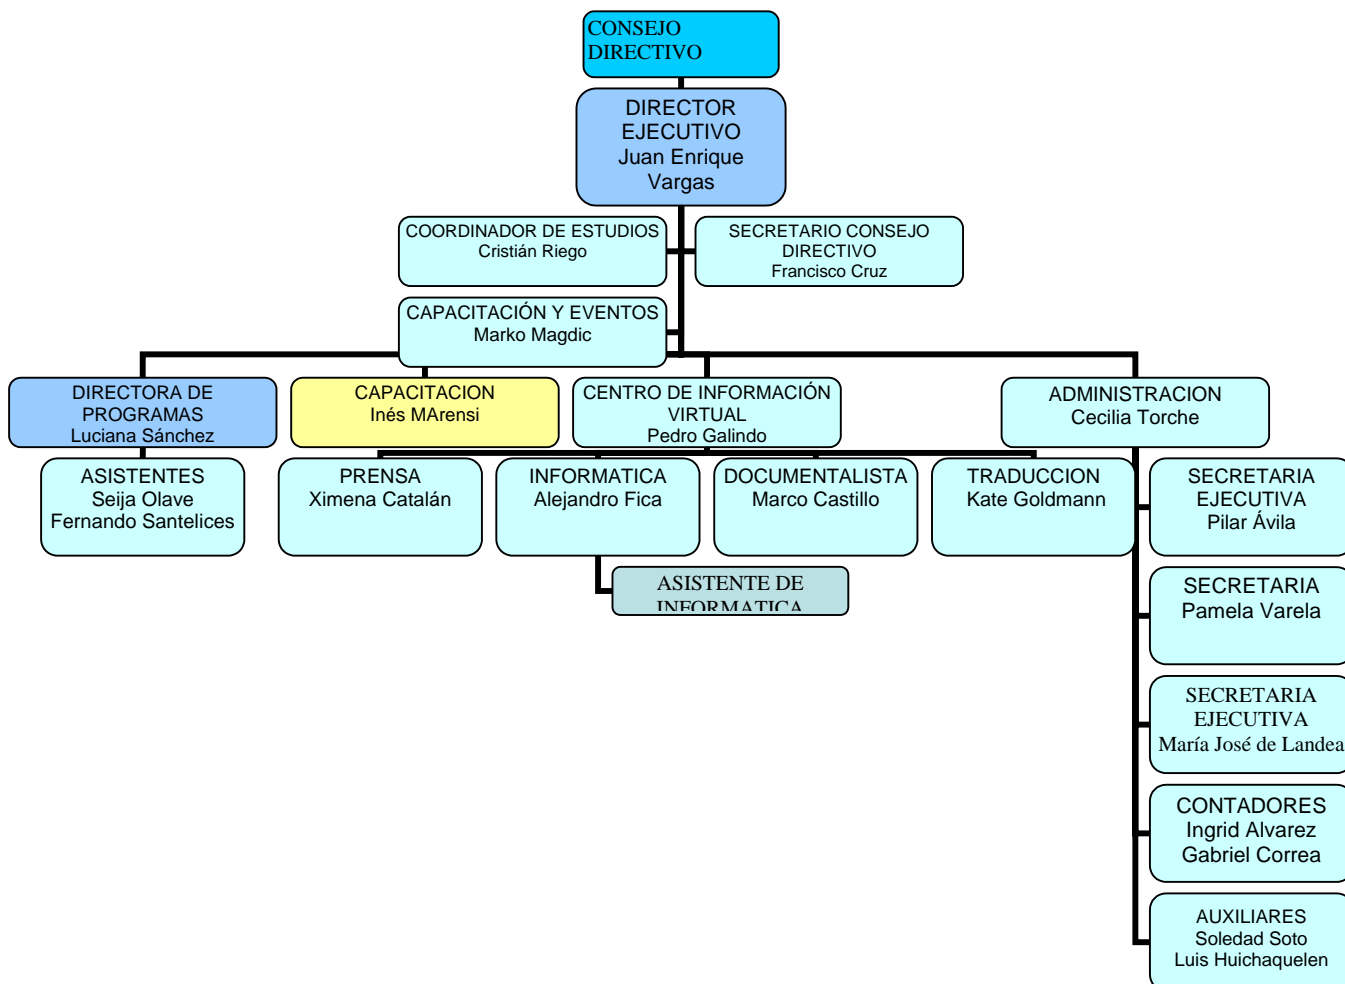 CONSEJO
DIRECTIVO
DIRECTOR
EJECUTIVO
Juan Enrique
Vargas
COORDINADOR DE ESTUDIOS
Cristián Riego
SECRETARIO CONSEJO
DIRECTIVO
Francisco Cruz
CAPACITACIÓN Y EVENTOS
Marko Magdic
DIRECTORA DE
PROGRAMAS
Luciana Sánchez
CAPACITACION
Inés MArensi
CENTRO DE INFORMACIÓN
VIRTUAL
Pedro Galindo
ADMINISTRACION
Cecilia Torche
ASISTENTES
Seija Olave
Fernando Santelices
PRENSA
Ximena Catalán
INFORMATICA
Alejandro Fica
DOCUMENTALISTA
Marco Castillo
TRADUCCION
Kate Goldmann
SECRETARIA
EJECUTIVA
Pilar Ávila
ASISTENTE DE
INFORMATICA
SECRETARIA
Pamela Varela
SECRETARIA
EJECUTIVA
María José de Landea
CONTADORES
Ingrid Alvarez
Gabriel Correa
AUXILIARES
Soledad Soto
Luis Huichaquelen